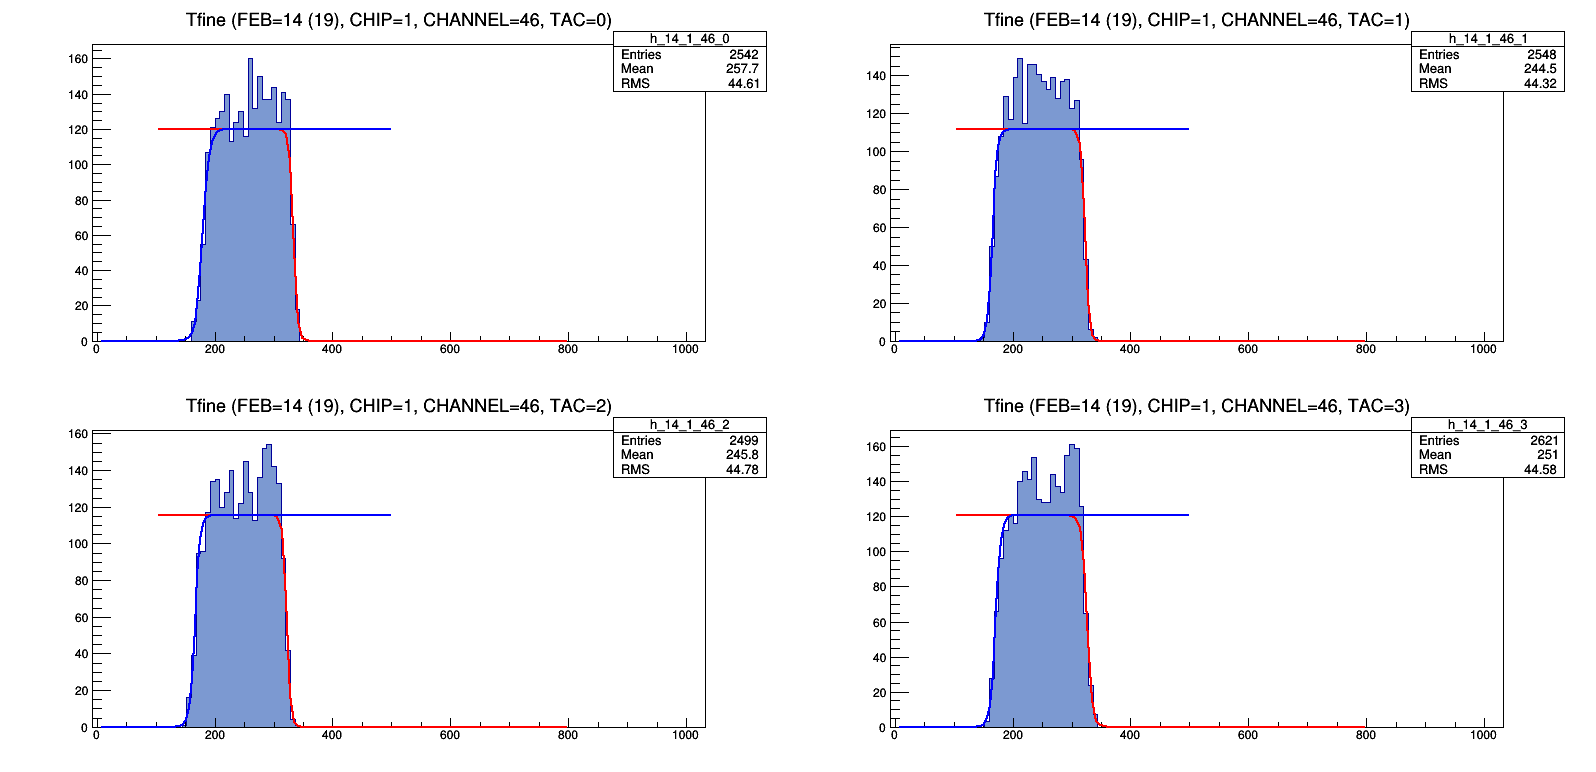 Tfine (FEB=14 (19), CHIP=1, CHANNEL=46, TAC=0)
h_14_1_46_0
Entries 2542
Mean 257.7
RMS 44.61
160
140
120
100
80
60
40
20
0
0 200 400 600 800 1000
Tfine (FEB=14 (19), CHIP=1, CHANNEL=46, TAC=1)
h_14_1_46_1
Entries 2548
Mean 244.5
RMS 44.32
140
120
100
80
60
40
20
0
0 200 400 600 800 1000
Tfine (FEB=14 (19), CHIP=1, CHANNEL=46, TAC=2)
h_14_1_46_2
Entries 2499
Mean 245.8
RMS 44.78
160
140
120
100
80
60
40
20
0
0 200 400 600 800 1000
Tfine (FEB=14 (19), CHIP=1, CHANNEL=46, TAC=3)
h_14_1_46_3
Entries 2621
Mean 251
RMS 44.58
160
140
120
100
80
60
40
20
0
0 200 400 600 800 1000